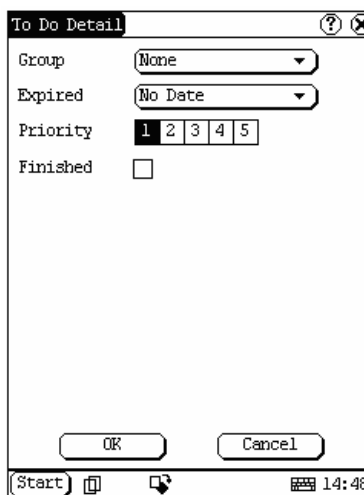 To Do Detail ?
Group None
Expired No Date
Priority 1 2 3 4 5
Finished
OK Cancel
Start 14:48